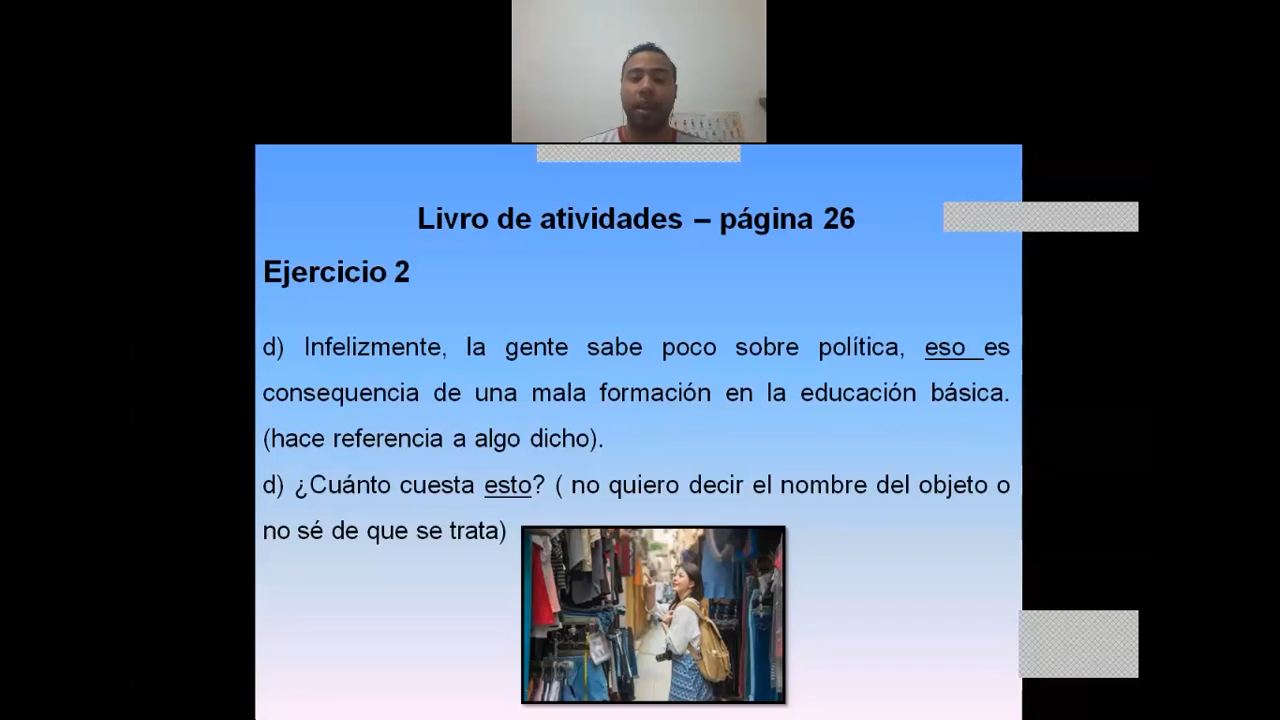 Livro de atividades – página 26
Ejercicio 2
d) Infelizmente, la gente sabe poco sobre política, eso es
consequencia de una mala formación en la educación básica.
(hace referencia a algo dicho).
d) ¿Cuánto cuesta esto? ( no quiero decir el nombre del objeto o
no sé de que se trata)